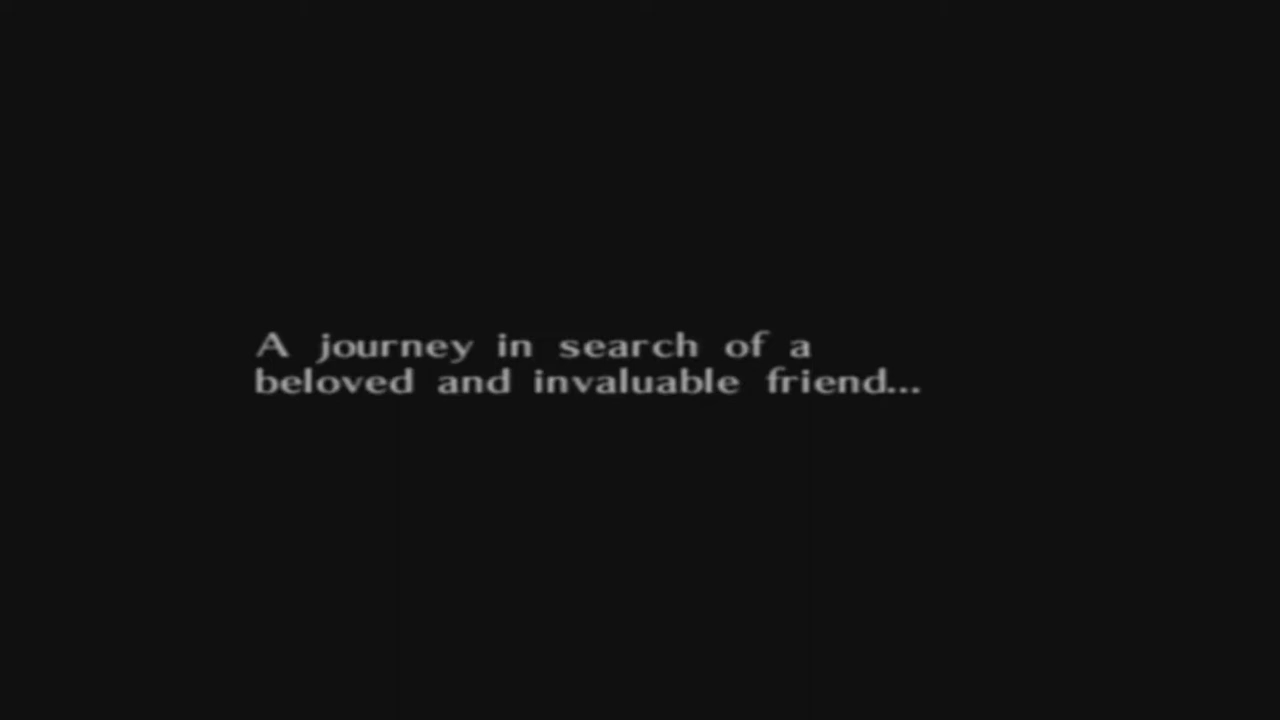 A journey in search of a
beloved and invaluable friend...